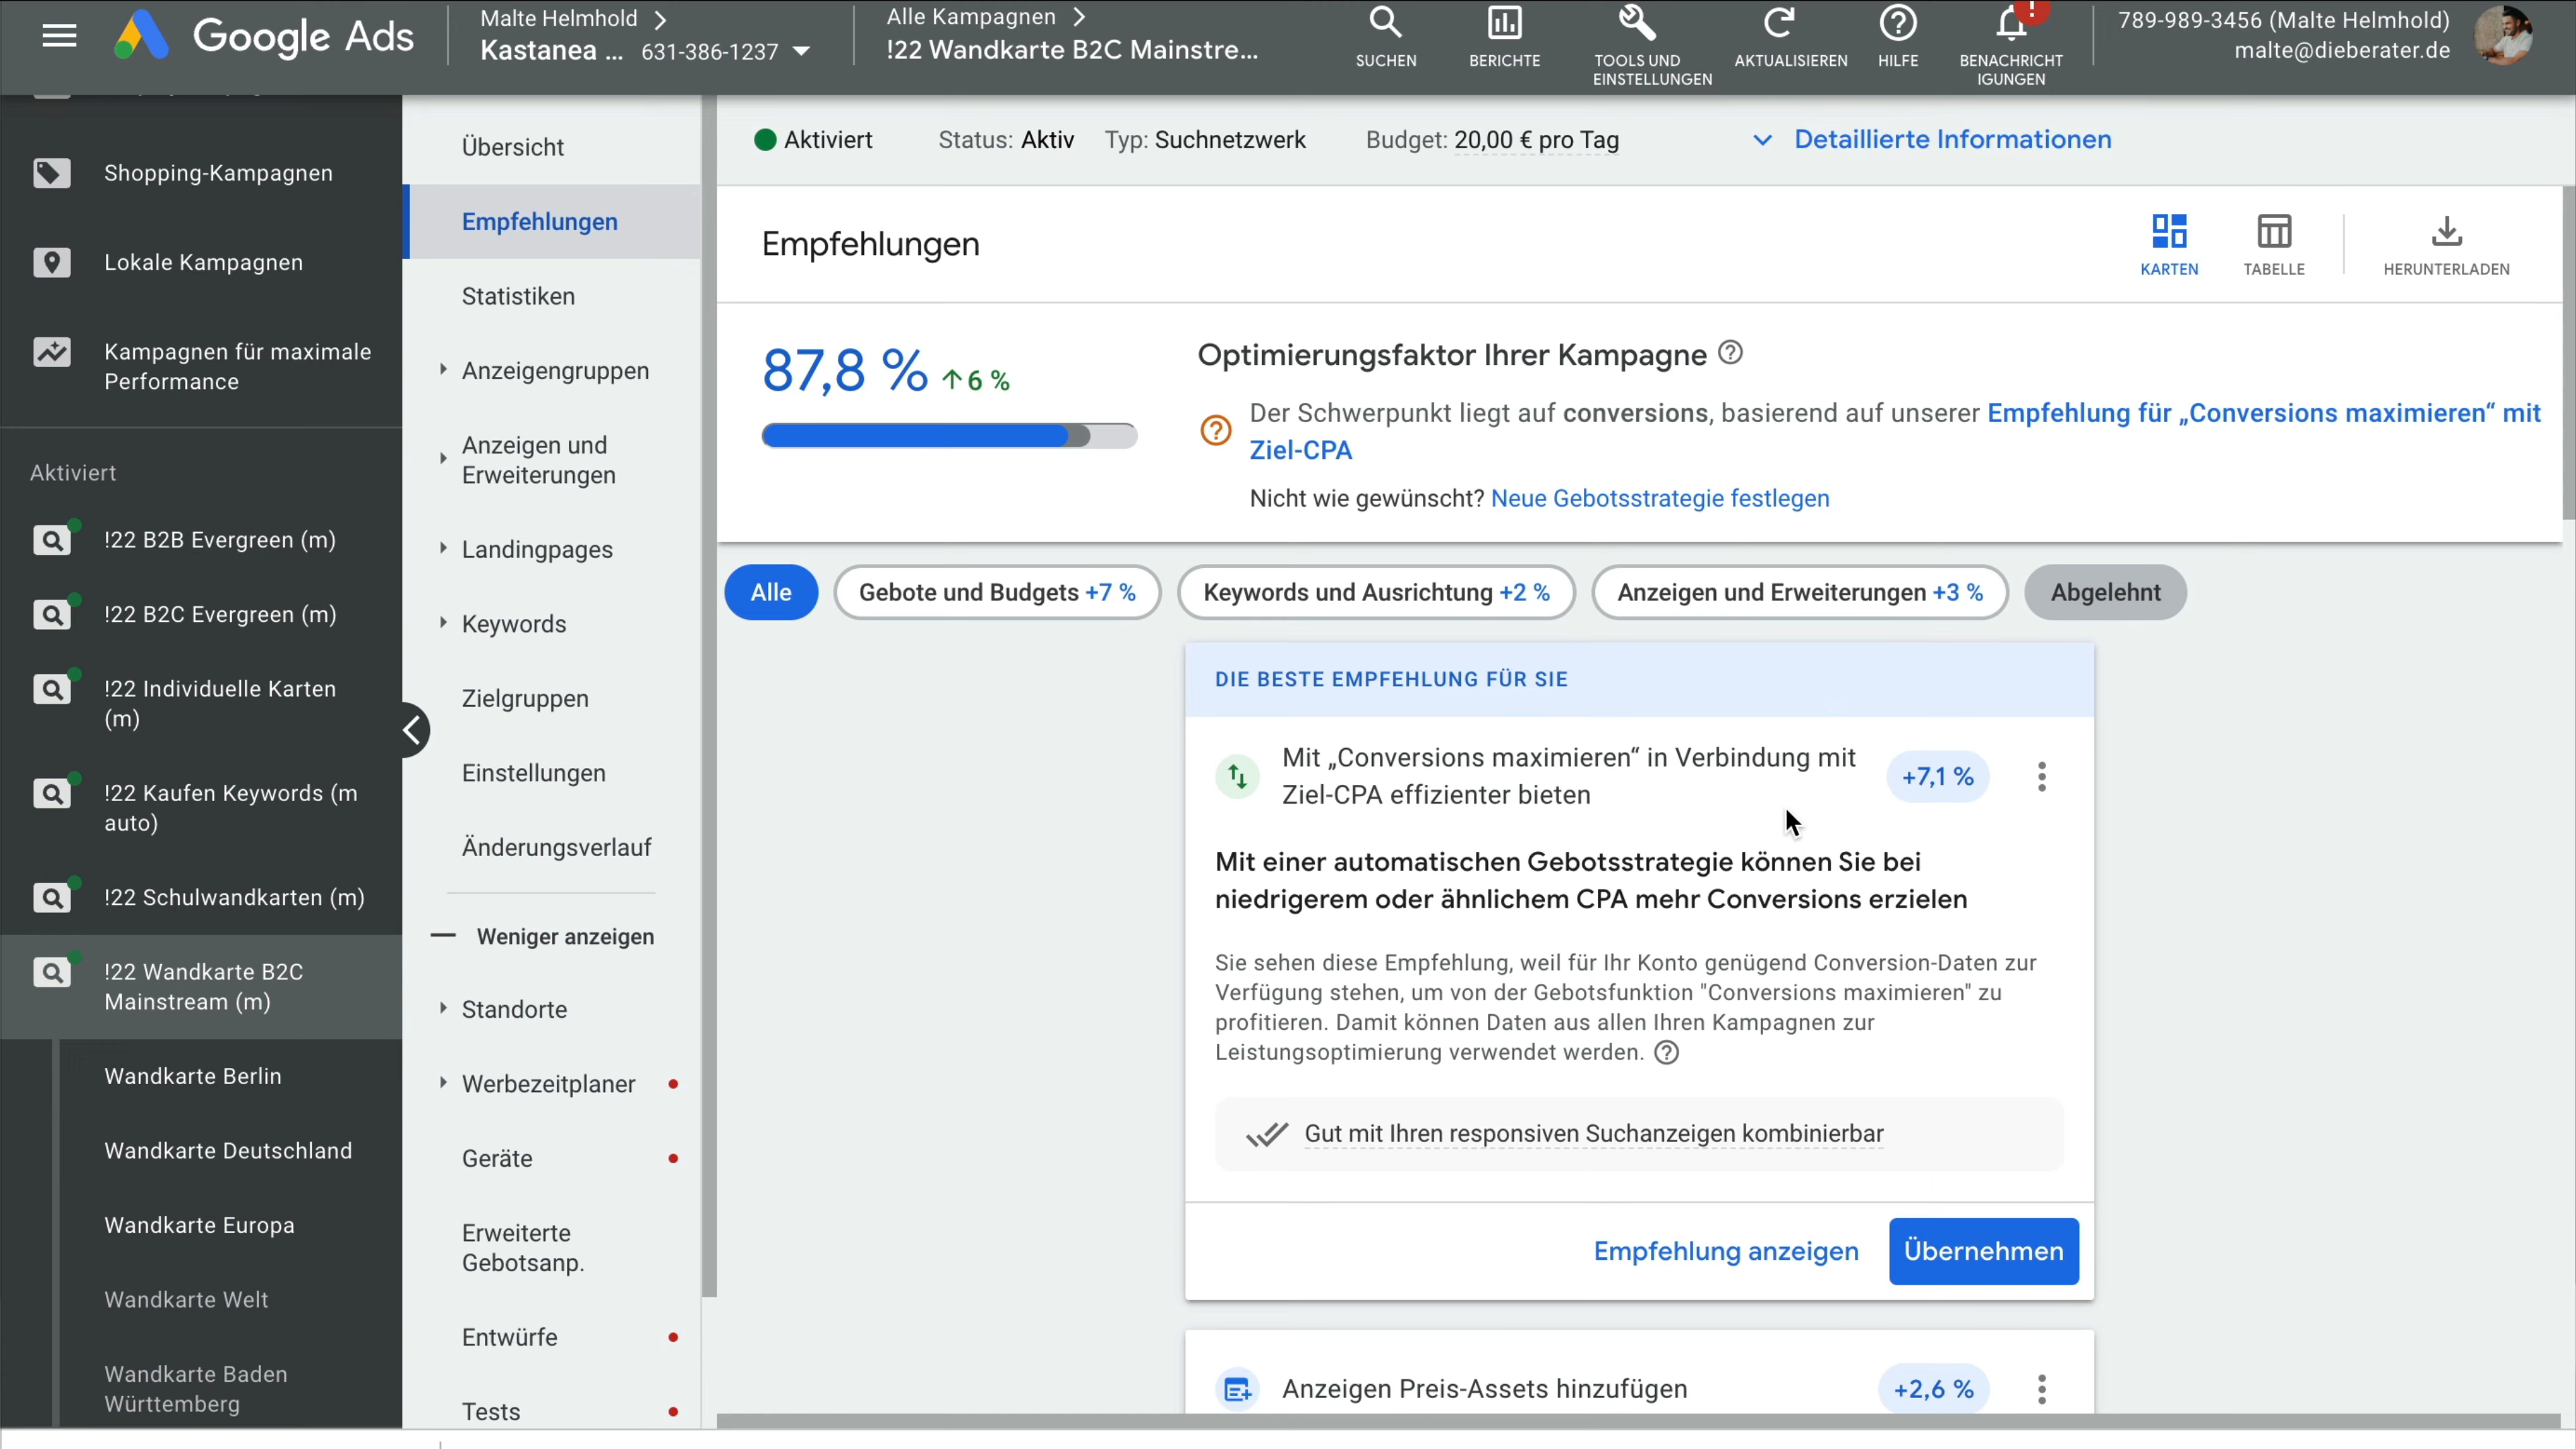 Google Ads
Malte Helmhold
Kastanea ... 631-386-1237
Alle Kampagnen
!22 Wandkarte B2C Mainstre...
SUCHEN
BERICHTE
TOOLS UND
EINSTELLUNGEN
AKTUALISIEREN
HILFE
!
BENACHRICHT
IGUNGEN
789-989-3456 (Malte Helmhold)
malte@dieberater.de
Shopping-Kampagnen
Lokale Kampagnen
Kampagnen für maximale
Performance
Aktiviert
!22 B2B Evergreen (m)
!22 B2C Evergreen (m)
!22 Individuelle Karten
(m)
!22 Kaufen Keywords (m
auto)
!22 Schulwandkarten (m)
!22 Wandkarte B2C
Mainstream (m)
Wandkarte Berlin
Wandkarte Deutschland
Wandkarte Europa
Wandkarte Welt
Wandkarte Baden
Württemberg
Übersicht
Empfehlungen
Statistiken
Anzeigengruppen
Anzeigen und
Erweiterungen
Landingpages
Keywords
Zielgruppen
Einstellungen
Änderungsverlauf
Weniger anzeigen
Standorte
Werbezeitplaner
Geräte
Erweiterte
Gebotsanp.
Entwürfe
Tests
Aktiviert Status: Aktiv Typ: Suchnetzwerk Budget: 20,00 € pro Tag Detaillierte Informationen
Empfehlungen
KARTEN
TABELLE
HERUNTERLADEN
87,8 % ↑6 %
Optimierungsfaktor Ihrer Kampagne
Der Schwerpunkt liegt auf conversions, basierend auf unserer Empfehlung für „Conversions maximieren“ mit
Ziel-CPA
Nicht wie gewünscht? Neue Gebotsstrategie festlegen
Alle
Gebote und Budgets +7 %
Keywords und Ausrichtung +2 %
Anzeigen und Erweiterungen +3 %
Abgelehnt
DIE BESTE EMPFEHLUNG FÜR SIE
Mit „Conversions maximieren“ in Verbindung mit
Ziel-CPA effizienter bieten
+7,1 %
Mit einer automatischen Gebotsstrategie können Sie bei
niedrigerem oder ähnlichem CPA mehr Conversions erzielen
Sie sehen diese Empfehlung, weil für Ihr Konto genügend Conversion-Daten zur
Verfügung stehen, um von der Gebotsfunktion "Conversions maximieren" zu
profitieren. Damit können Daten aus allen Ihren Kampagnen zur
Leistungsoptimierung verwendet werden.
Gut mit Ihren responsiven Suchanzeigen kombinierbar
Empfehlung anzeigen
Übernehmen
Anzeigen Preis-Assets hinzufügen
+2,6 %